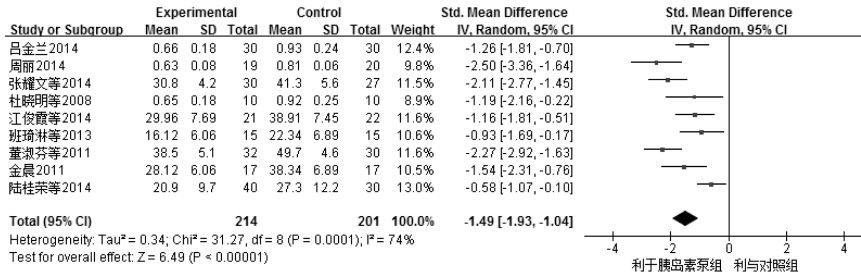 Experimental Control Std. Mean Difference Std. Mean Difference
Study or Subgroup Mean SD Total Mean SD Total Weight IV, Random, 95% CI IV, Random, 95% CI
吕金兰2014 0.66 0.18 30 0.93 0.24 30 12.4% -1.26 [-1.81, -0.70]
周丽2014 0.63 0.08 19 0.81 0.06 20 9.4% -2.50 [-3.36, -1.64]
张耀文等2014 30.8 4.2 30 41.3 5.6 27 11.4% -2.11 [-2.77, -1.45]
杜晓明等2008 0.65 0.18 10 0.92 0.25 10 8.6% -1.19 [-2.16, -0.22]
江俊霞等2014 29.96 7.69 21 38.91 7.45 22 11.4% -1.16 [-1.81, -0.51]
班琦淋等2013 16.12 6.06 15 22.34 6.89 15 10.4% -0.93 [-1.69, -0.17]
董淑芬等2011 38.5 5.1 32 49.7 4.6 30 11.5% -2.27 [-2.92, -1.63]
金晨2011 28.12 6.06 17 38.34 6.89 17 10.2% -1.54 [-2.31, -0.76]
陆桂荣等2014 20.9 9.7 40 27.3 12.2 30 13.0% -0.58 [-1.07, -0.10]
Total (95% CI) 214 201 100.0% -1.49 [-1.93, -1.04]
Heterogeneity: Tau² = 0.34; Chi² = 31.27, df = 8 (P = 0.0001); I² = 74%
Test for overall effect: Z = 6.49 (P < 0.00001)
-4 -2 0 2 4
利于胰岛素泵组 利与对照组